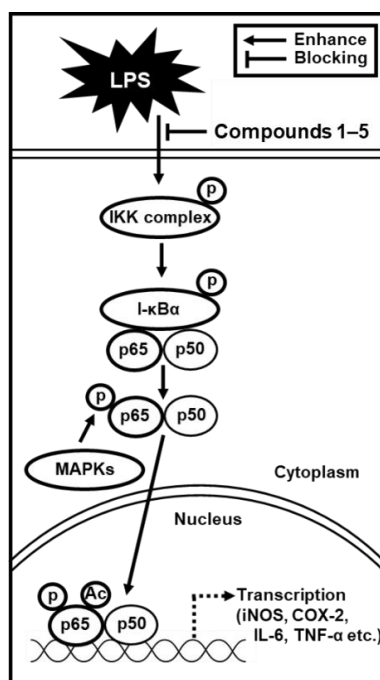 Enhance
Blocking
LPS
Compounds 1–5
p
IKK complex
p
I-κBα
p65
p50
p
p65
p50
MAPKs
Cytoplasm
Nucleus
p
Ac
p65
p50
Transcription
(iNOS, COX-2,
IL-6, TNF-α etc.)